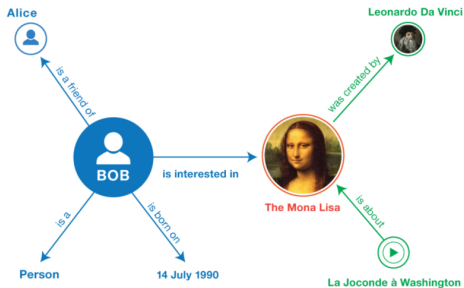 Alice
Leonardo Da Vinci
is a friend of
was created by
BOB
is interested in
The Mona Lisa
is a
is born on
is about
Person
14 July 1990
La Joconde à Washington